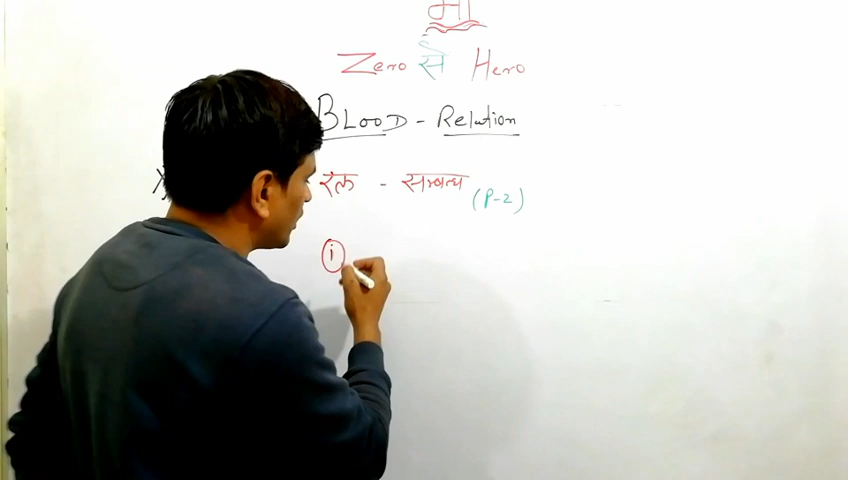 माँ
Zero से Hero
Blood - Relation
रक्त - सम्बन्ध (P-2)
i